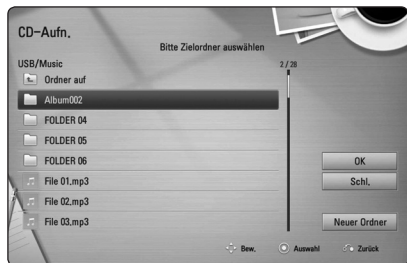 CD-Aufn.
Bitte Zielordner auswählen
USB/Music
2 / 28
Ordner auf
Album002
FOLDER 04
FOLDER 05
FOLDER 06
File 01.mp3
File 02.mp3
File 03.mp3
OK
Schl.
Neuer Ordner
Bew.
Auswahl
Zurück